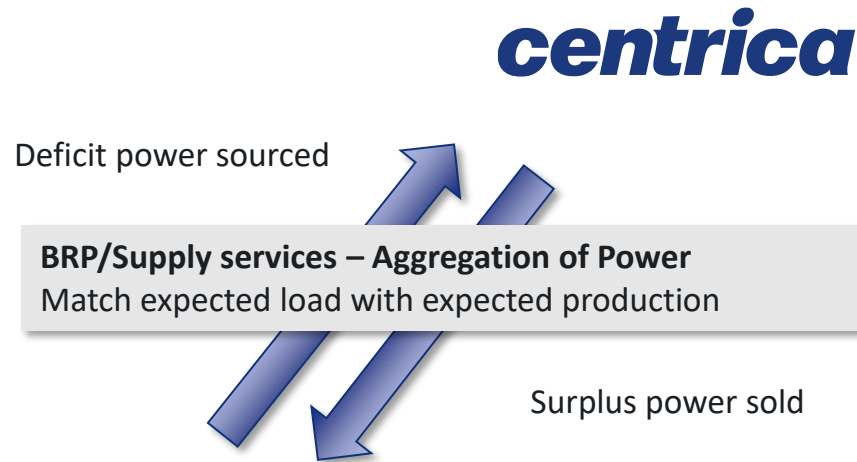 centrica
Deficit power sourced
BRP/Supply services – Aggregation of Power
Match expected load with expected production
Surplus power sold